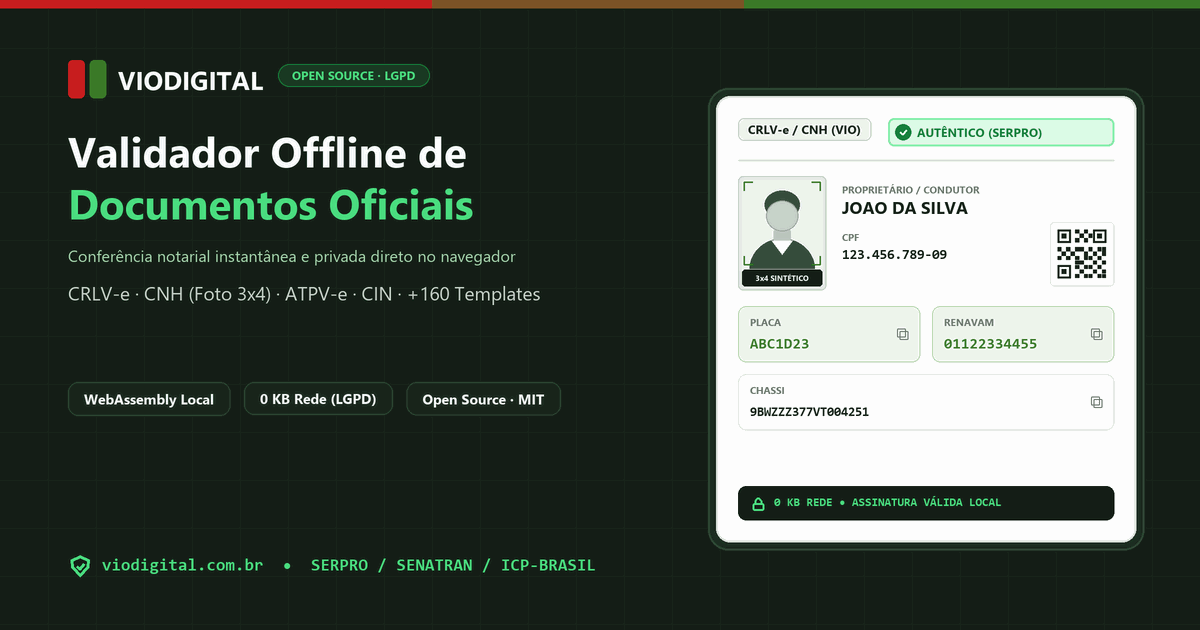 VIODIGITAL
OPEN SOURCE · LGPD
Validador Offline de
Documentos Oficiais
Conferência notarial instantânea e privada direto no navegador
CRLV-e · CNH (Foto 3x4) · ATPV-e · CIN · +160 Templates
WebAssembly Local
0 KB Rede (LGPD)
Open Source · MIT
viodigital.com.br • SERPRO / SENATRAN / ICP-BRASIL
CRLV-e / CNH (VIO)
AUTÊNTICO (SERPRO)
3x4 SINTÉTICO
PROPRIETÁRIO / CONDUTOR
JOAO DA SILVA
CPF
123.456.789-09
PLACA
ABC1D23
RENAVAM
01122334455
CHASSI
9BWZZZ377VT004251
0 KB REDE • ASSINATURA VÁLIDA LOCAL